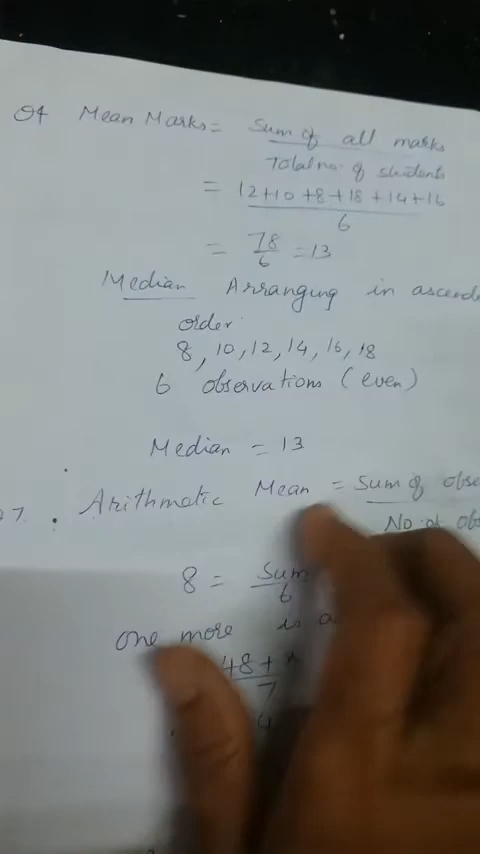 Q4 Mean Marks = Sum of all marks
Total no. of students
= 12+10+8+18+14+16
6
= 78 = 13
6
Median Arranging in ascend
order
8, 10, 12, 14, 16, 18
6 observations (even)
Median = 13
7. Arithmatic Mean = Sum of obse
No. of obs
8 = Sum
6
One more is a
48+
7